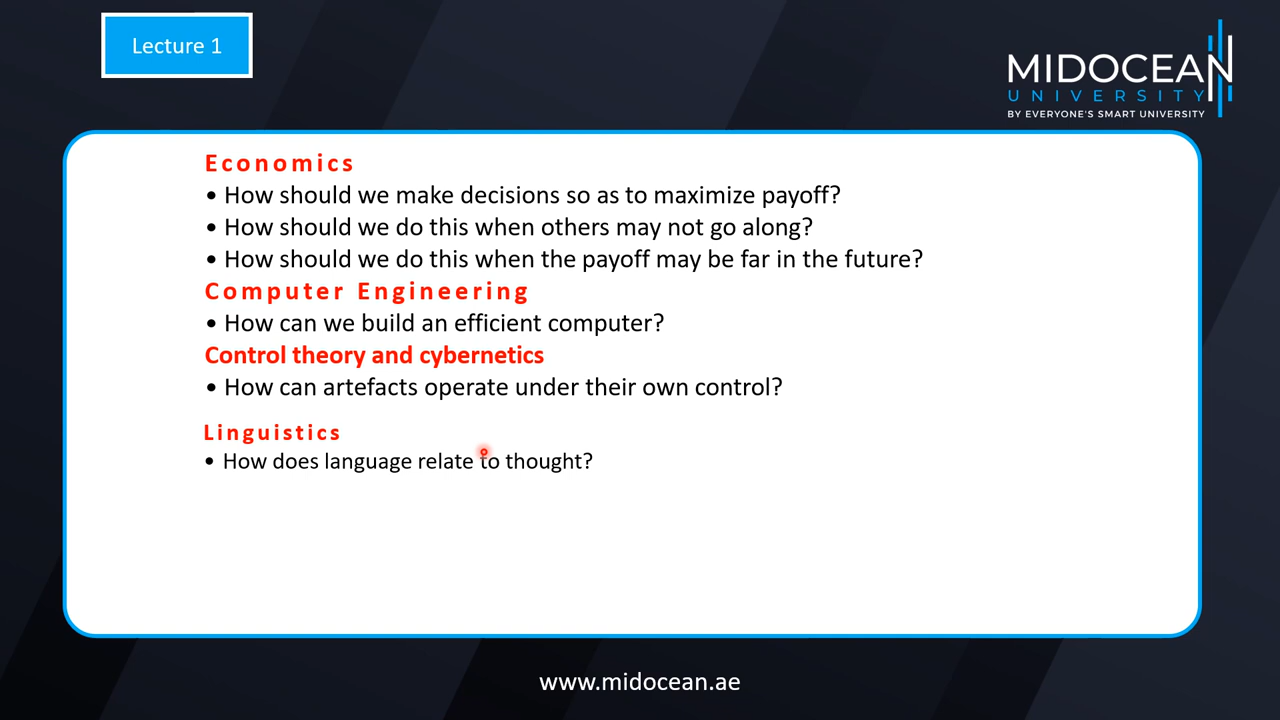 Lecture 1
MIDOCEAN
UNIVERSITY
BY EVERYONE'S SMART UNIVERSITY
Economics
• How should we make decisions so as to maximize payoff?
• How should we do this when others may not go along?
• How should we do this when the payoff may be far in the future?
Computer Engineering
• How can we build an efficient computer?
Control theory and cybernetics
• How can artefacts operate under their own control?
Linguistics
• How does language relate to thought?
www.midocean.ae